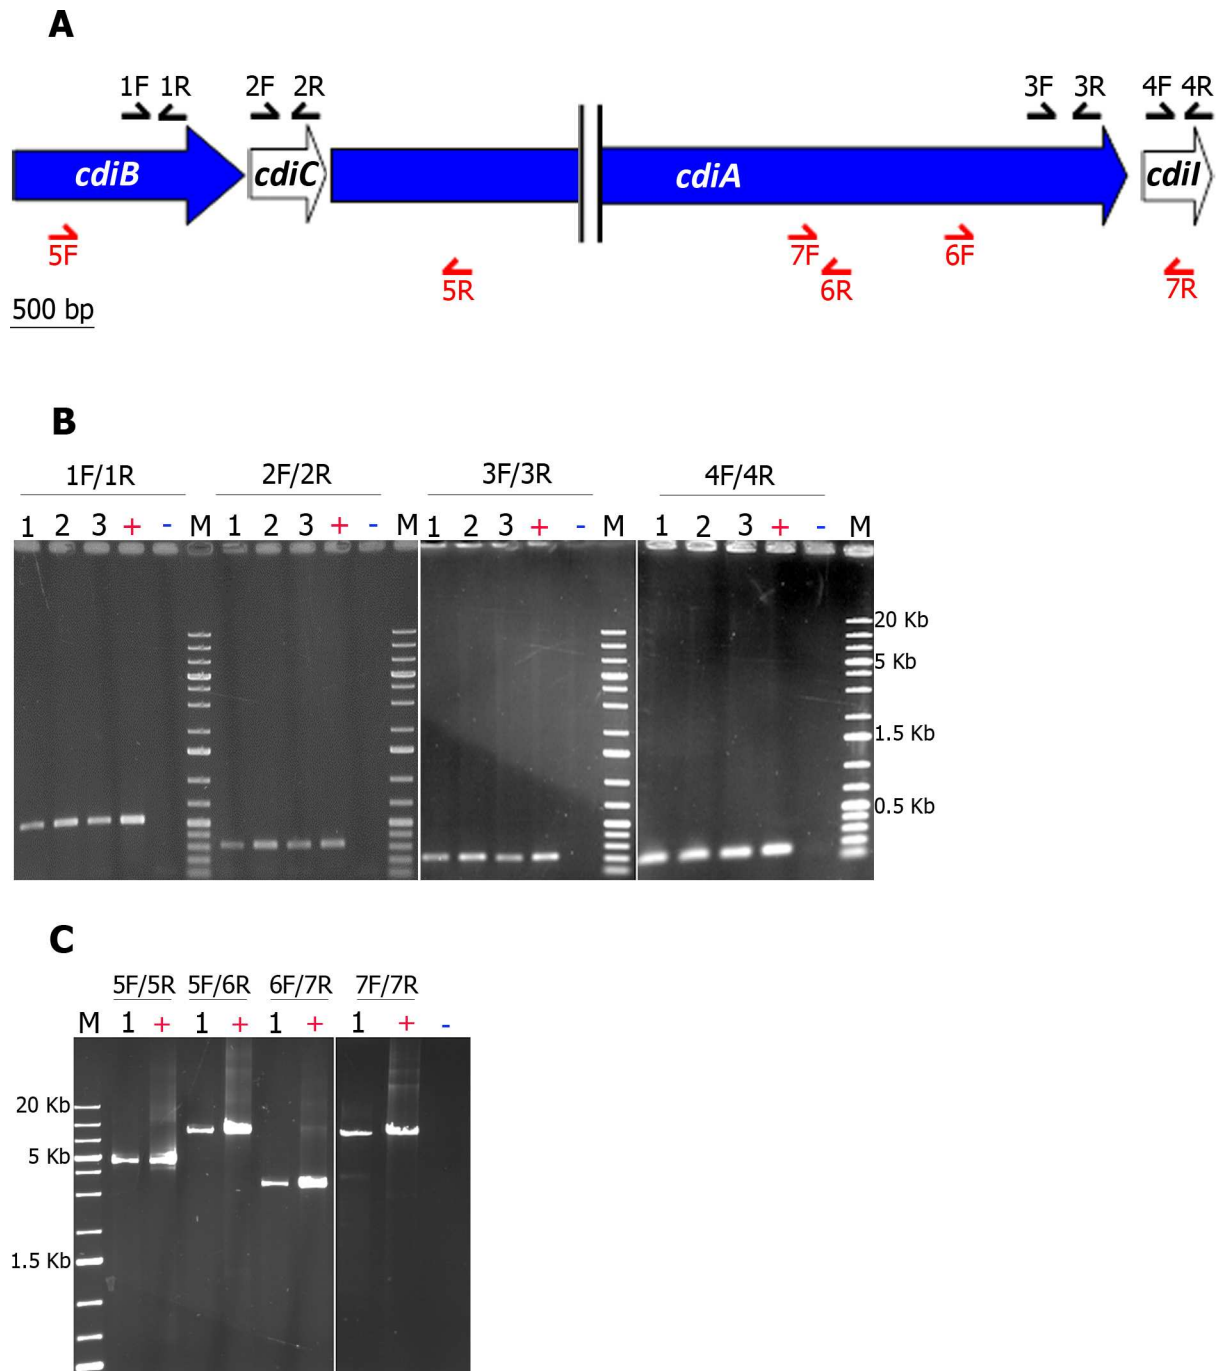 A
1F 1R 2F 2R 3F 3R 4F 4R
cdiB cdiC cdiA cdiI
5F 7F 6F
5R 6R 7R
500 bp
B
1F/1R 2F/2R 3F/3R 4F/4R
1 2 3 + - M 1 2 3 + - M 1 2 3 + - M 1 2 3 + - M
20 Kb
5 Kb
1.5 Kb
0.5 Kb
C
5F/5R 5F/6R 6F/7R 7F/7R
M 1 + 1 + 1 + 1 + -
20 Kb
5 Kb
1.5 Kb